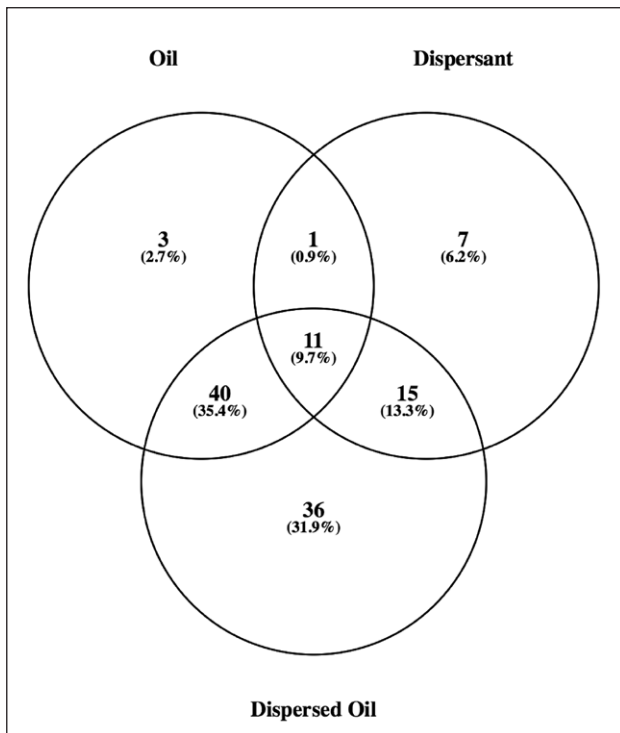 Oil Dispersant
3 1 7
(2.7%) (0.9%) (6.2%)
11
(9.7%)
40 15
(35.4%) (13.3%)
36
(31.9%)
Dispersed Oil